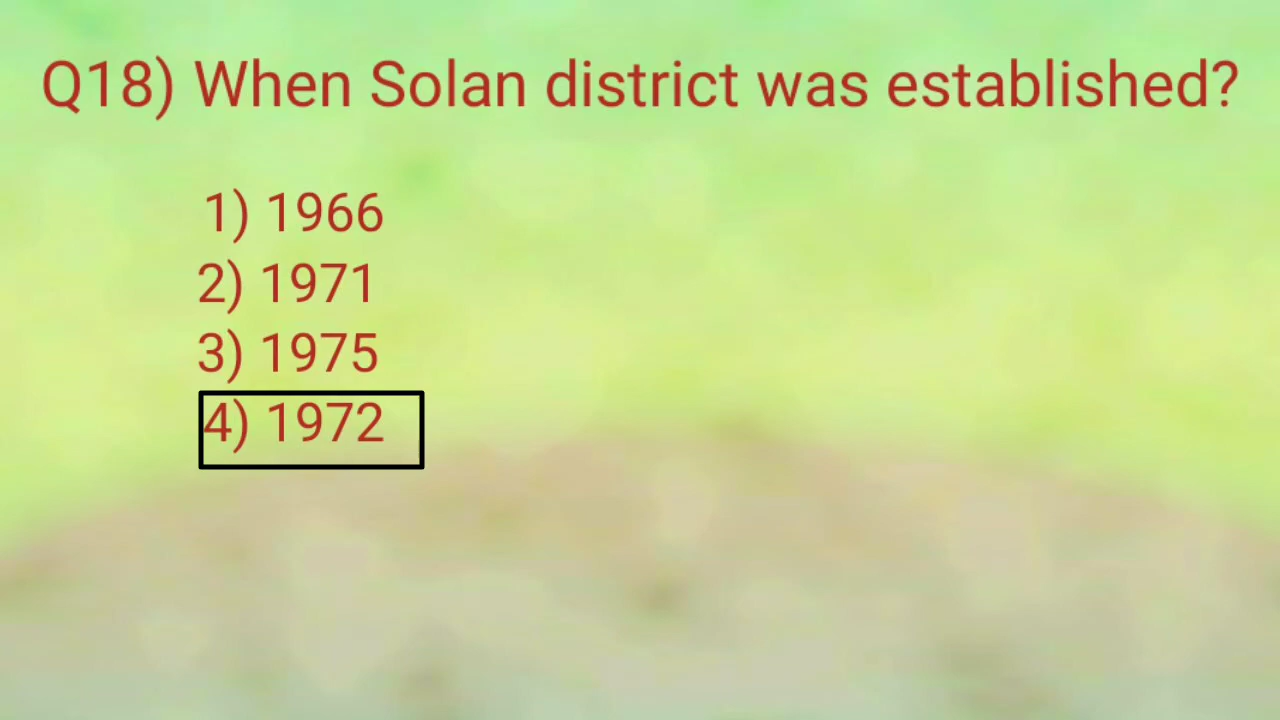 Q18) When Solan district was established?
1) 1966
2) 1971
3) 1975
4) 1972